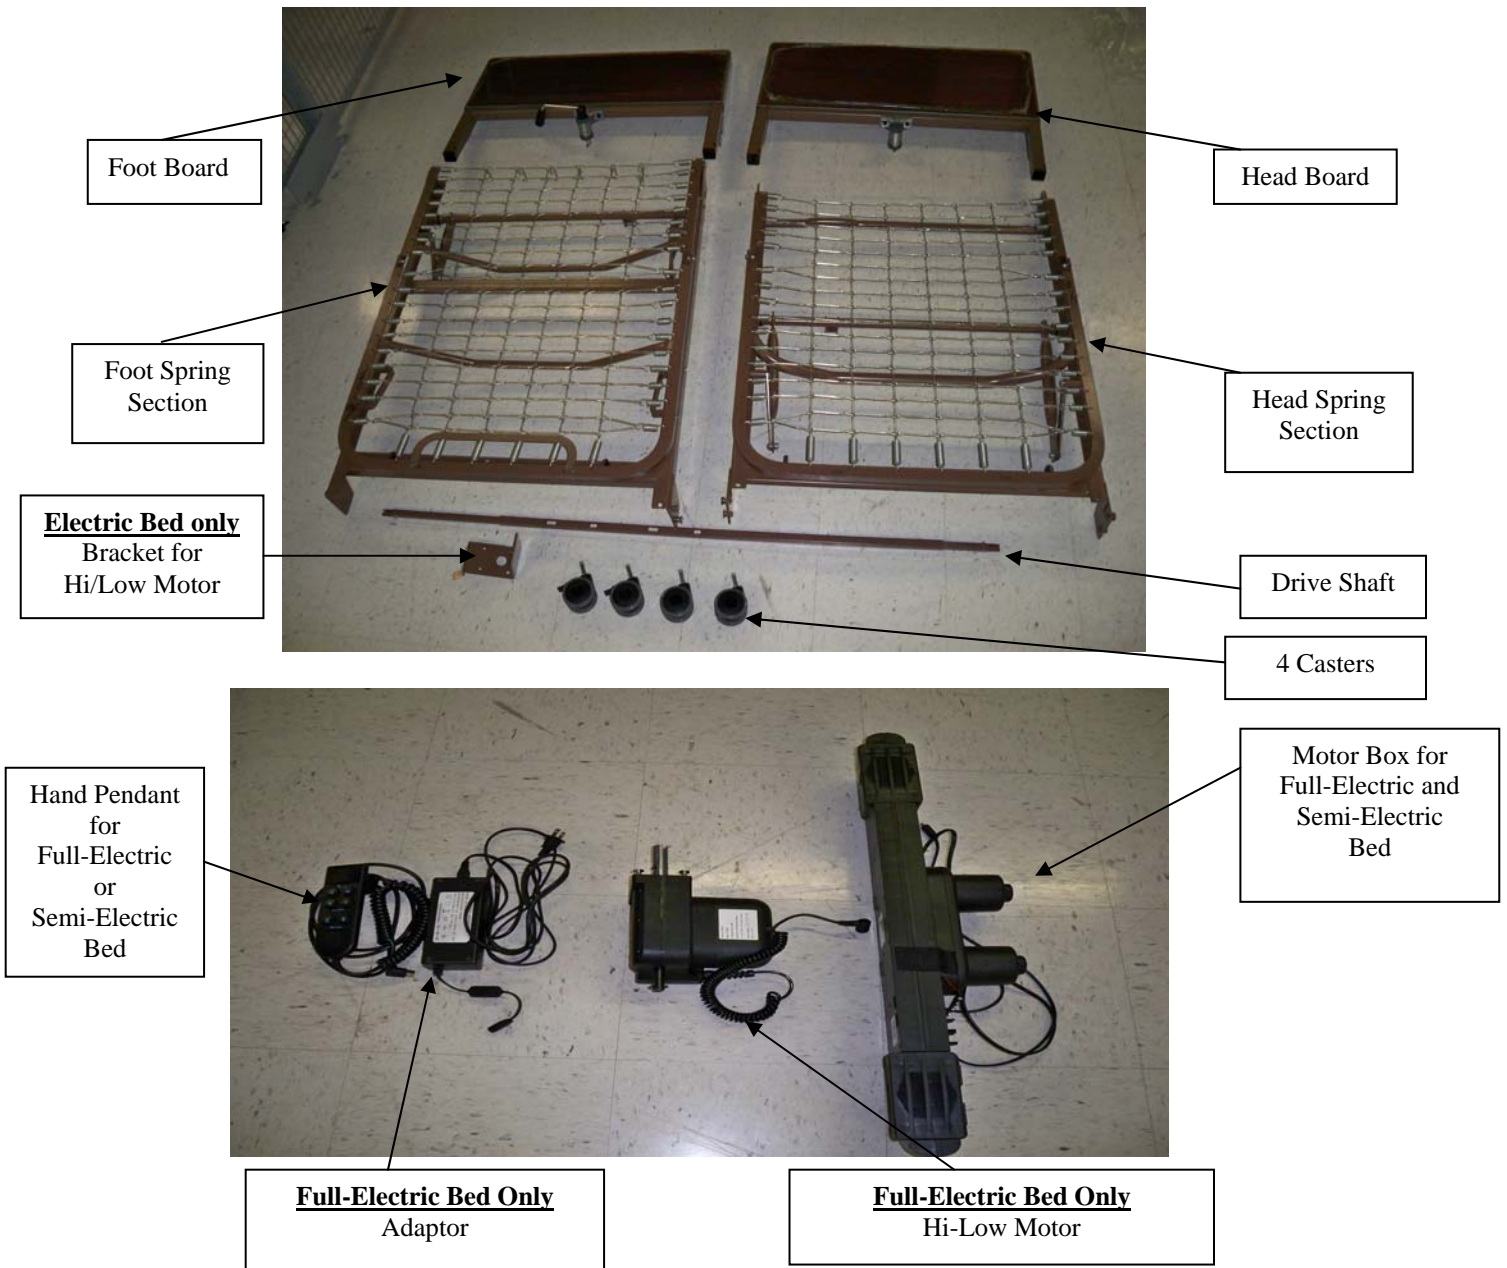 Foot Board
Head Board
Foot Spring
Section
Head Spring
Section
Electric Bed only
Bracket for
Hi/Low Motor
Drive Shaft
4 Casters
Hand Pendant
for
Full-Electric
or
Semi-Electric
Bed
Motor Box for
Full-Electric and
Semi-Electric
Bed
Full-Electric Bed Only
Adaptor
Full-Electric Bed Only
Hi-Low Motor